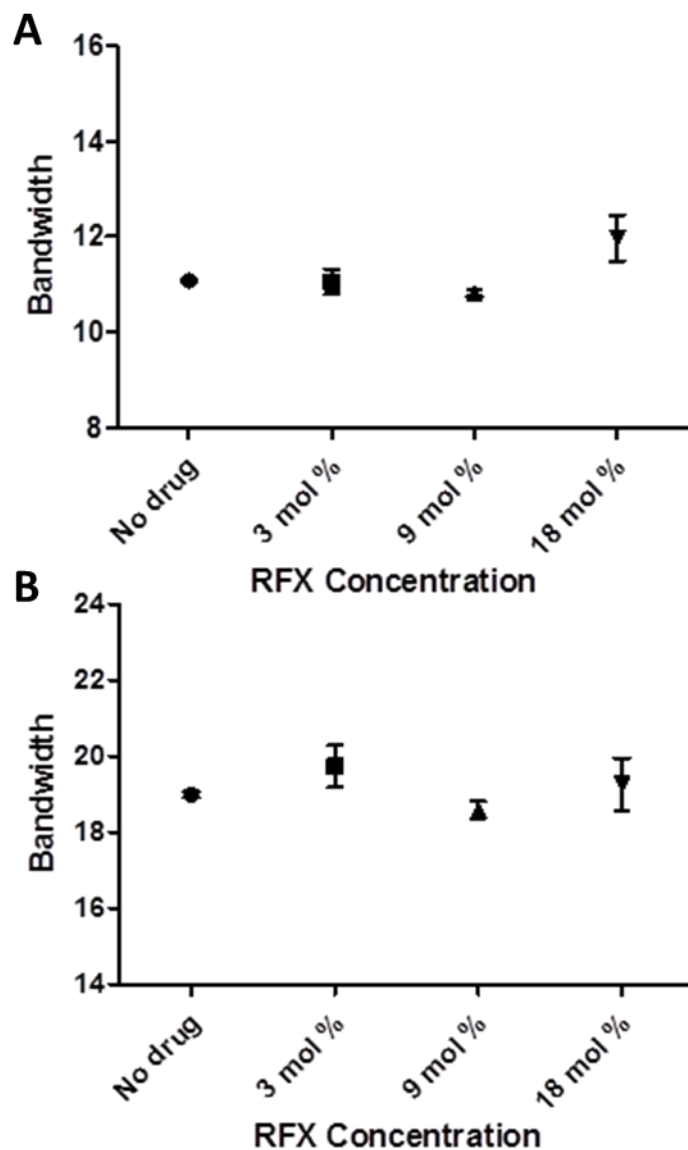 A
16
14
12
10
8
Bandwidth
No drug
3 mol %
9 mol %
18 mol %
RFX Concentration
B
24
22
20
18
16
14
Bandwidth
No drug
3 mol %
9 mol %
18 mol %
RFX Concentration